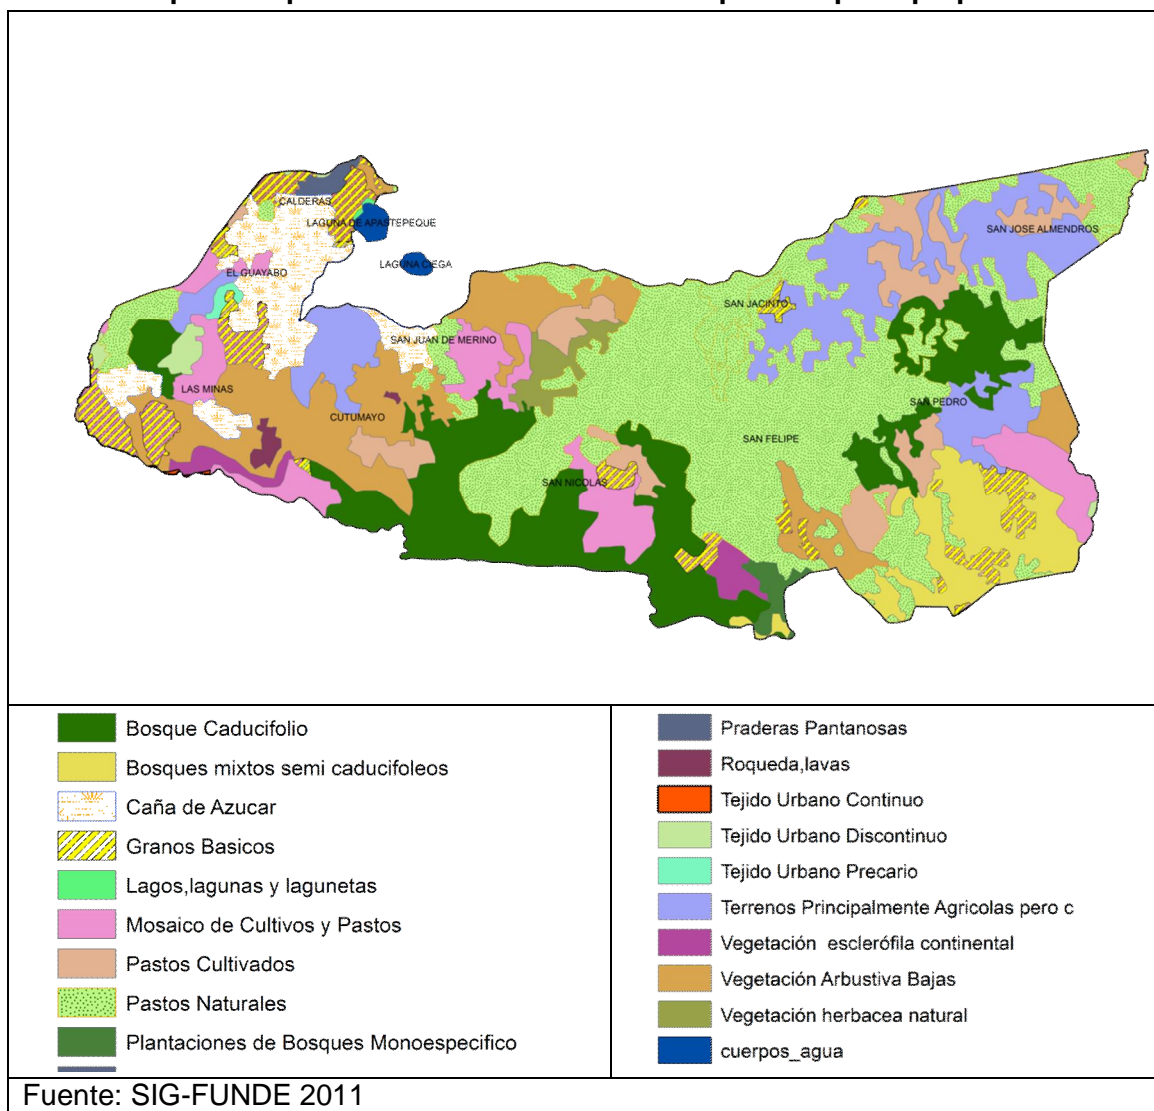 CALDERAS
LAGUNA DE APASTEPEQUE
LAGUNA CIEGA
EL GUAYABO
SAN JOSE ALMENDROS
SAN JACINTO
SAN JUAN DE MERINO
LAS MINAS
CUTUMAYO
SAN PEDRO
SAN FELIPE
SAN NICOLAS
Bosque Caducifolio
Bosques mixtos semi caducifoleos
Caña de Azucar
Granos Basicos
Lagos,lagunas y lagunetas
Mosaico de Cultivos y Pastos
Pastos Cultivados
Pastos Naturales
Plantaciones de Bosques Monoespecifico
Praderas Pantanosas
Roqueda,lavas
Tejido Urbano Continuo
Tejido Urbano Discontinuo
Tejido Urbano Precario
Terrenos Principalmente Agricolas pero c
Vegetación esclerófila continental
Vegetación Arbustiva Bajas
Vegetación herbacea natural
cuerpos_agua
Fuente: SIG-FUNDE 2011